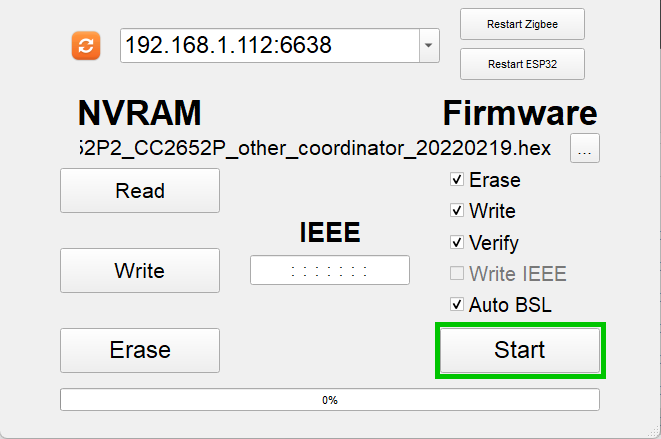 Restart Zigbee
192.168.1.112:6638
Restart ESP32
NVRAM
Firmware
52P2_CC2652P_other_coordinator_20220219.hex
...
Read
Erase
Write
IEEE
Verify
Write
: : : : : : :
Write IEEE
Auto BSL
Erase
Start
0%